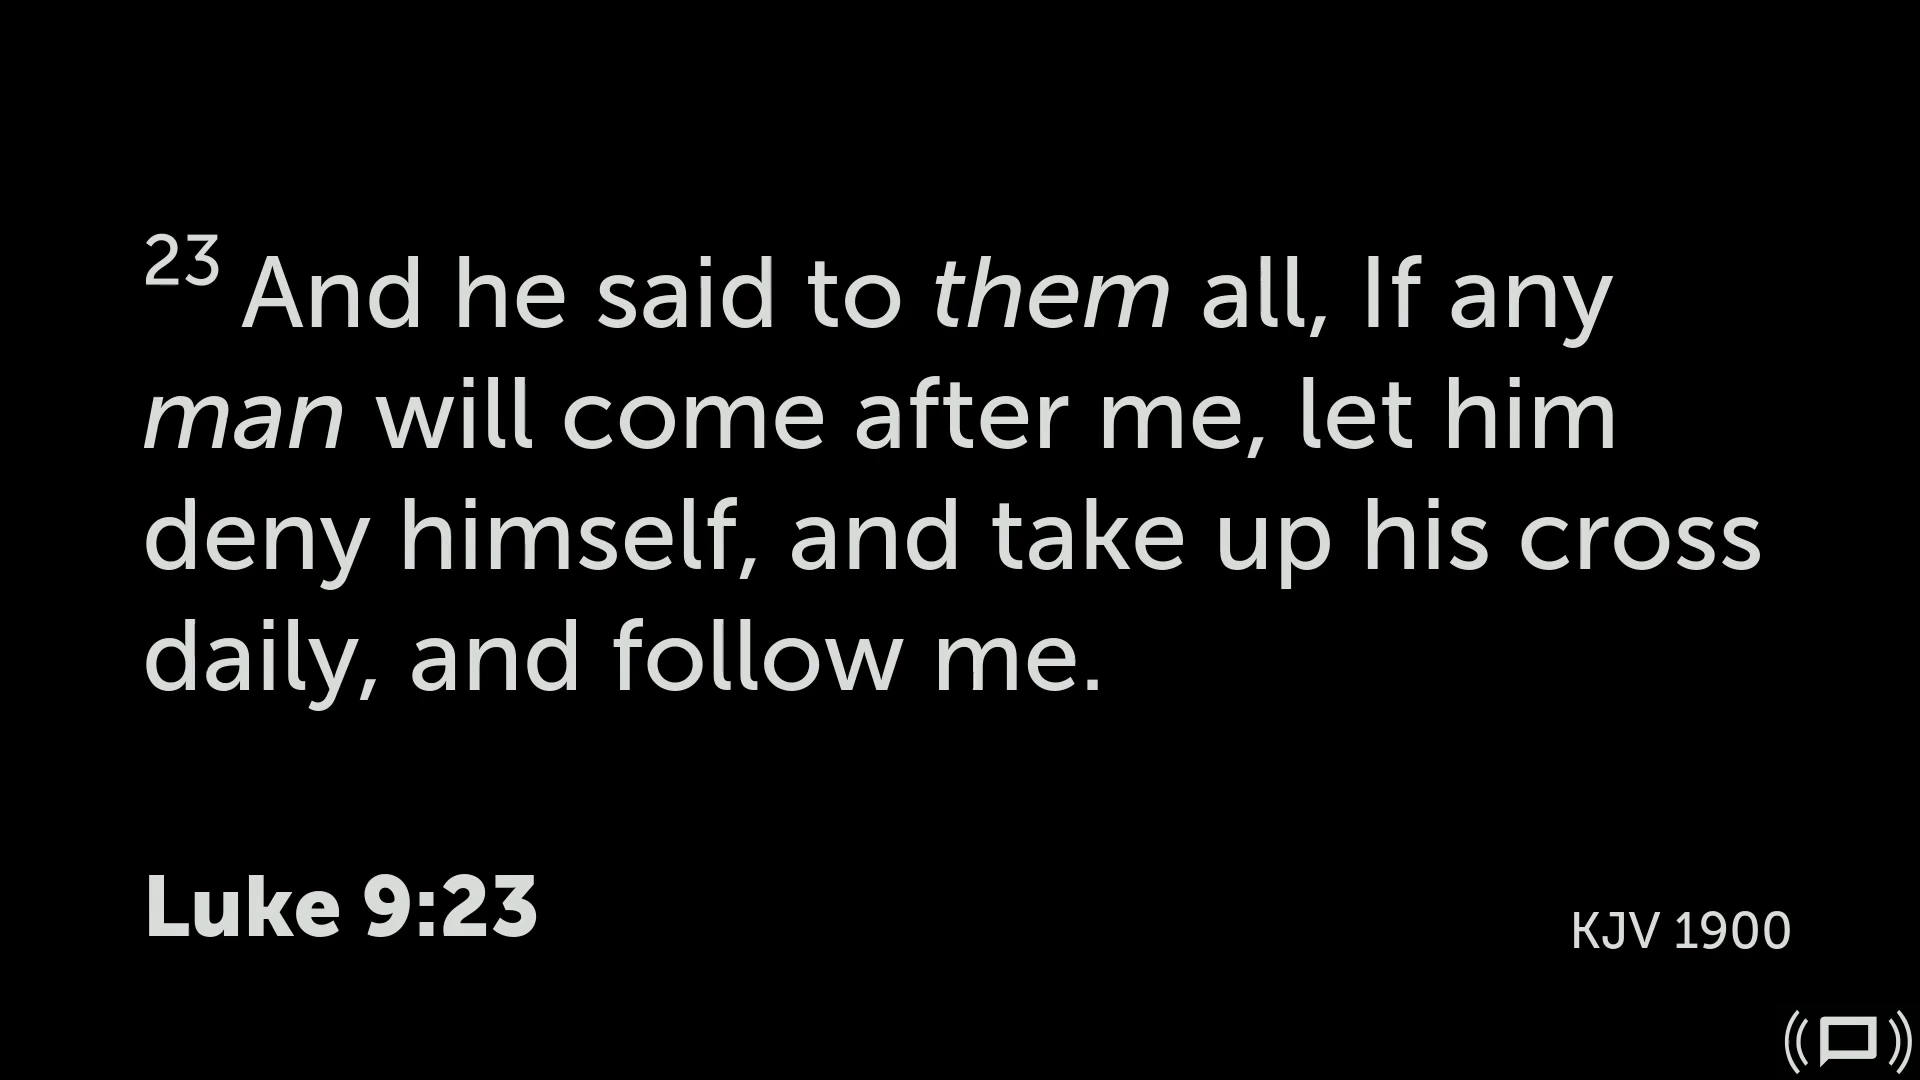 23 And he said to them all, If any
man will come after me, let him
deny himself, and take up his cross
daily, and follow me.
Luke 9:23
KJV 1900